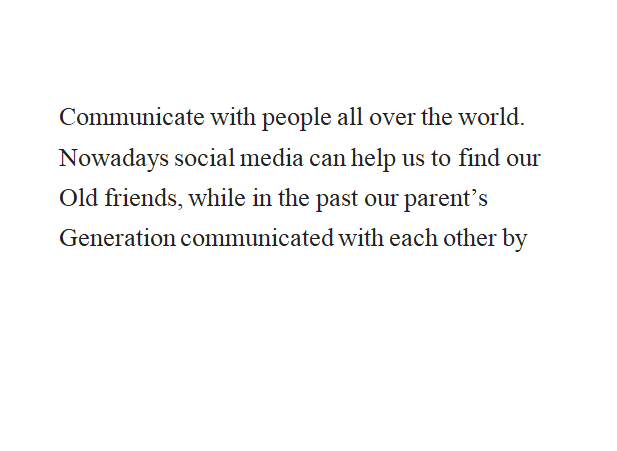 Communicate with people all over the world.
Nowadays social media can help us to find our
Old friends, while in the past our parent’s
Generation communicated with each other by